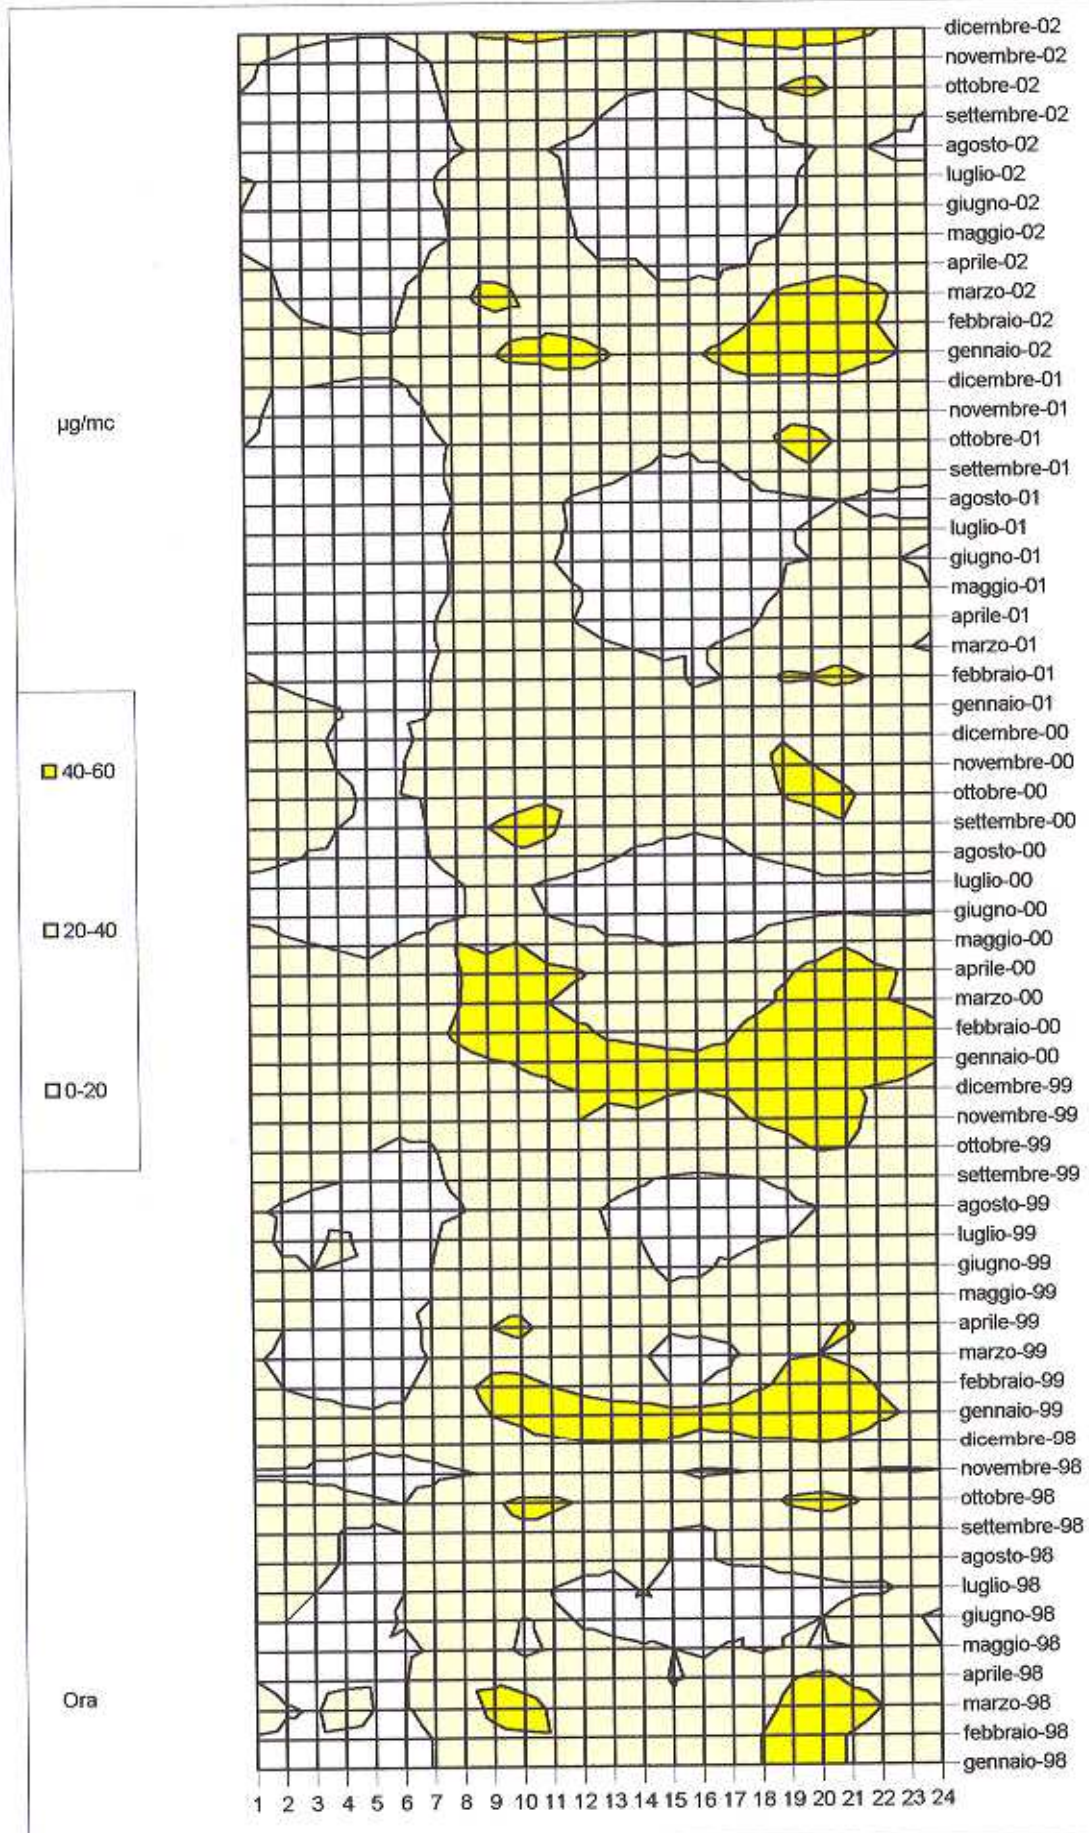 dicembre-02
novembre-02
ottobre-02
settembre-02
agosto-02
luglio-02
giugno-02
maggio-02
aprile-02
marzo-02
febbraio-02
gennaio-02
dicembre-01
novembre-01
ottobre-01
settembre-01
agosto-01
luglio-01
giugno-01
maggio-01
aprile-01
marzo-01
febbraio-01
gennaio-01
dicembre-00
novembre-00
ottobre-00
settembre-00
agosto-00
luglio-00
giugno-00
maggio-00
aprile-00
marzo-00
febbraio-00
gennaio-00
dicembre-99
novembre-99
ottobre-99
settembre-99
agosto-99
luglio-99
giugno-99
maggio-99
aprile-99
marzo-99
febbraio-99
gennaio-99
dicembre-98
novembre-98
ottobre-98
settembre-98
agosto-98
luglio-98
giugno-98
maggio-98
aprile-98
marzo-98
febbraio-98
gennaio-98
µg/mc
40-60
20-40
0-20
Ora
1 2 3 4 5 6 7 8 9 10 11 12 13 14 15 16 17 18 19 20 21 22 23 24